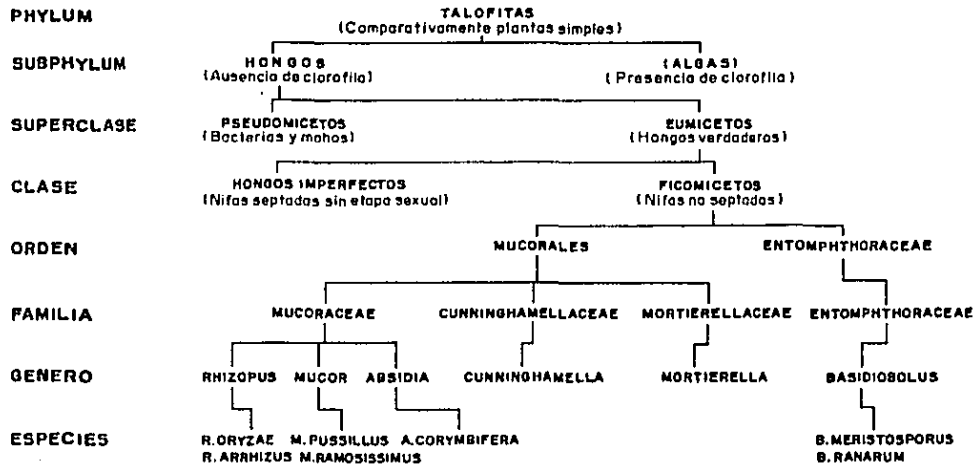 PHYLUM TALOFITAS
(Comparativamente plantas simples)
SUBPHYLUM HONGOS (ALGAS)
(Ausencia de clorofila) (Presencia de clorofila)
SUPERCLASE PSEUDOMICETOS EUMICETOS
(Bacterias y mohos) (Hongos verdaderos)
CLASE HONGOS IMPERFECTOS FICOMICETOS
(Nifas septadas sin etapa sexual) (Nifas no septadas)
ORDEN MUCORALES ENTOMPHTHORACEAE
FAMILIA MUCORACEAE CUNNINGHAMELLACEAE MORTIERELLACEAE ENTOMPHTHORACEAE
GENERO RHIZOPUS MUCOR ABSIDIA CUNNINGHAMELLA MORTIERELLA BASIDIOBOLUS
ESPECIES R.ORYZAE M.PUSSILLUS A.CORYMBIFERA B.MERISTOSPORUS
R.ARRHIZUS M.RAMOSISSIMUS B.RANARUM